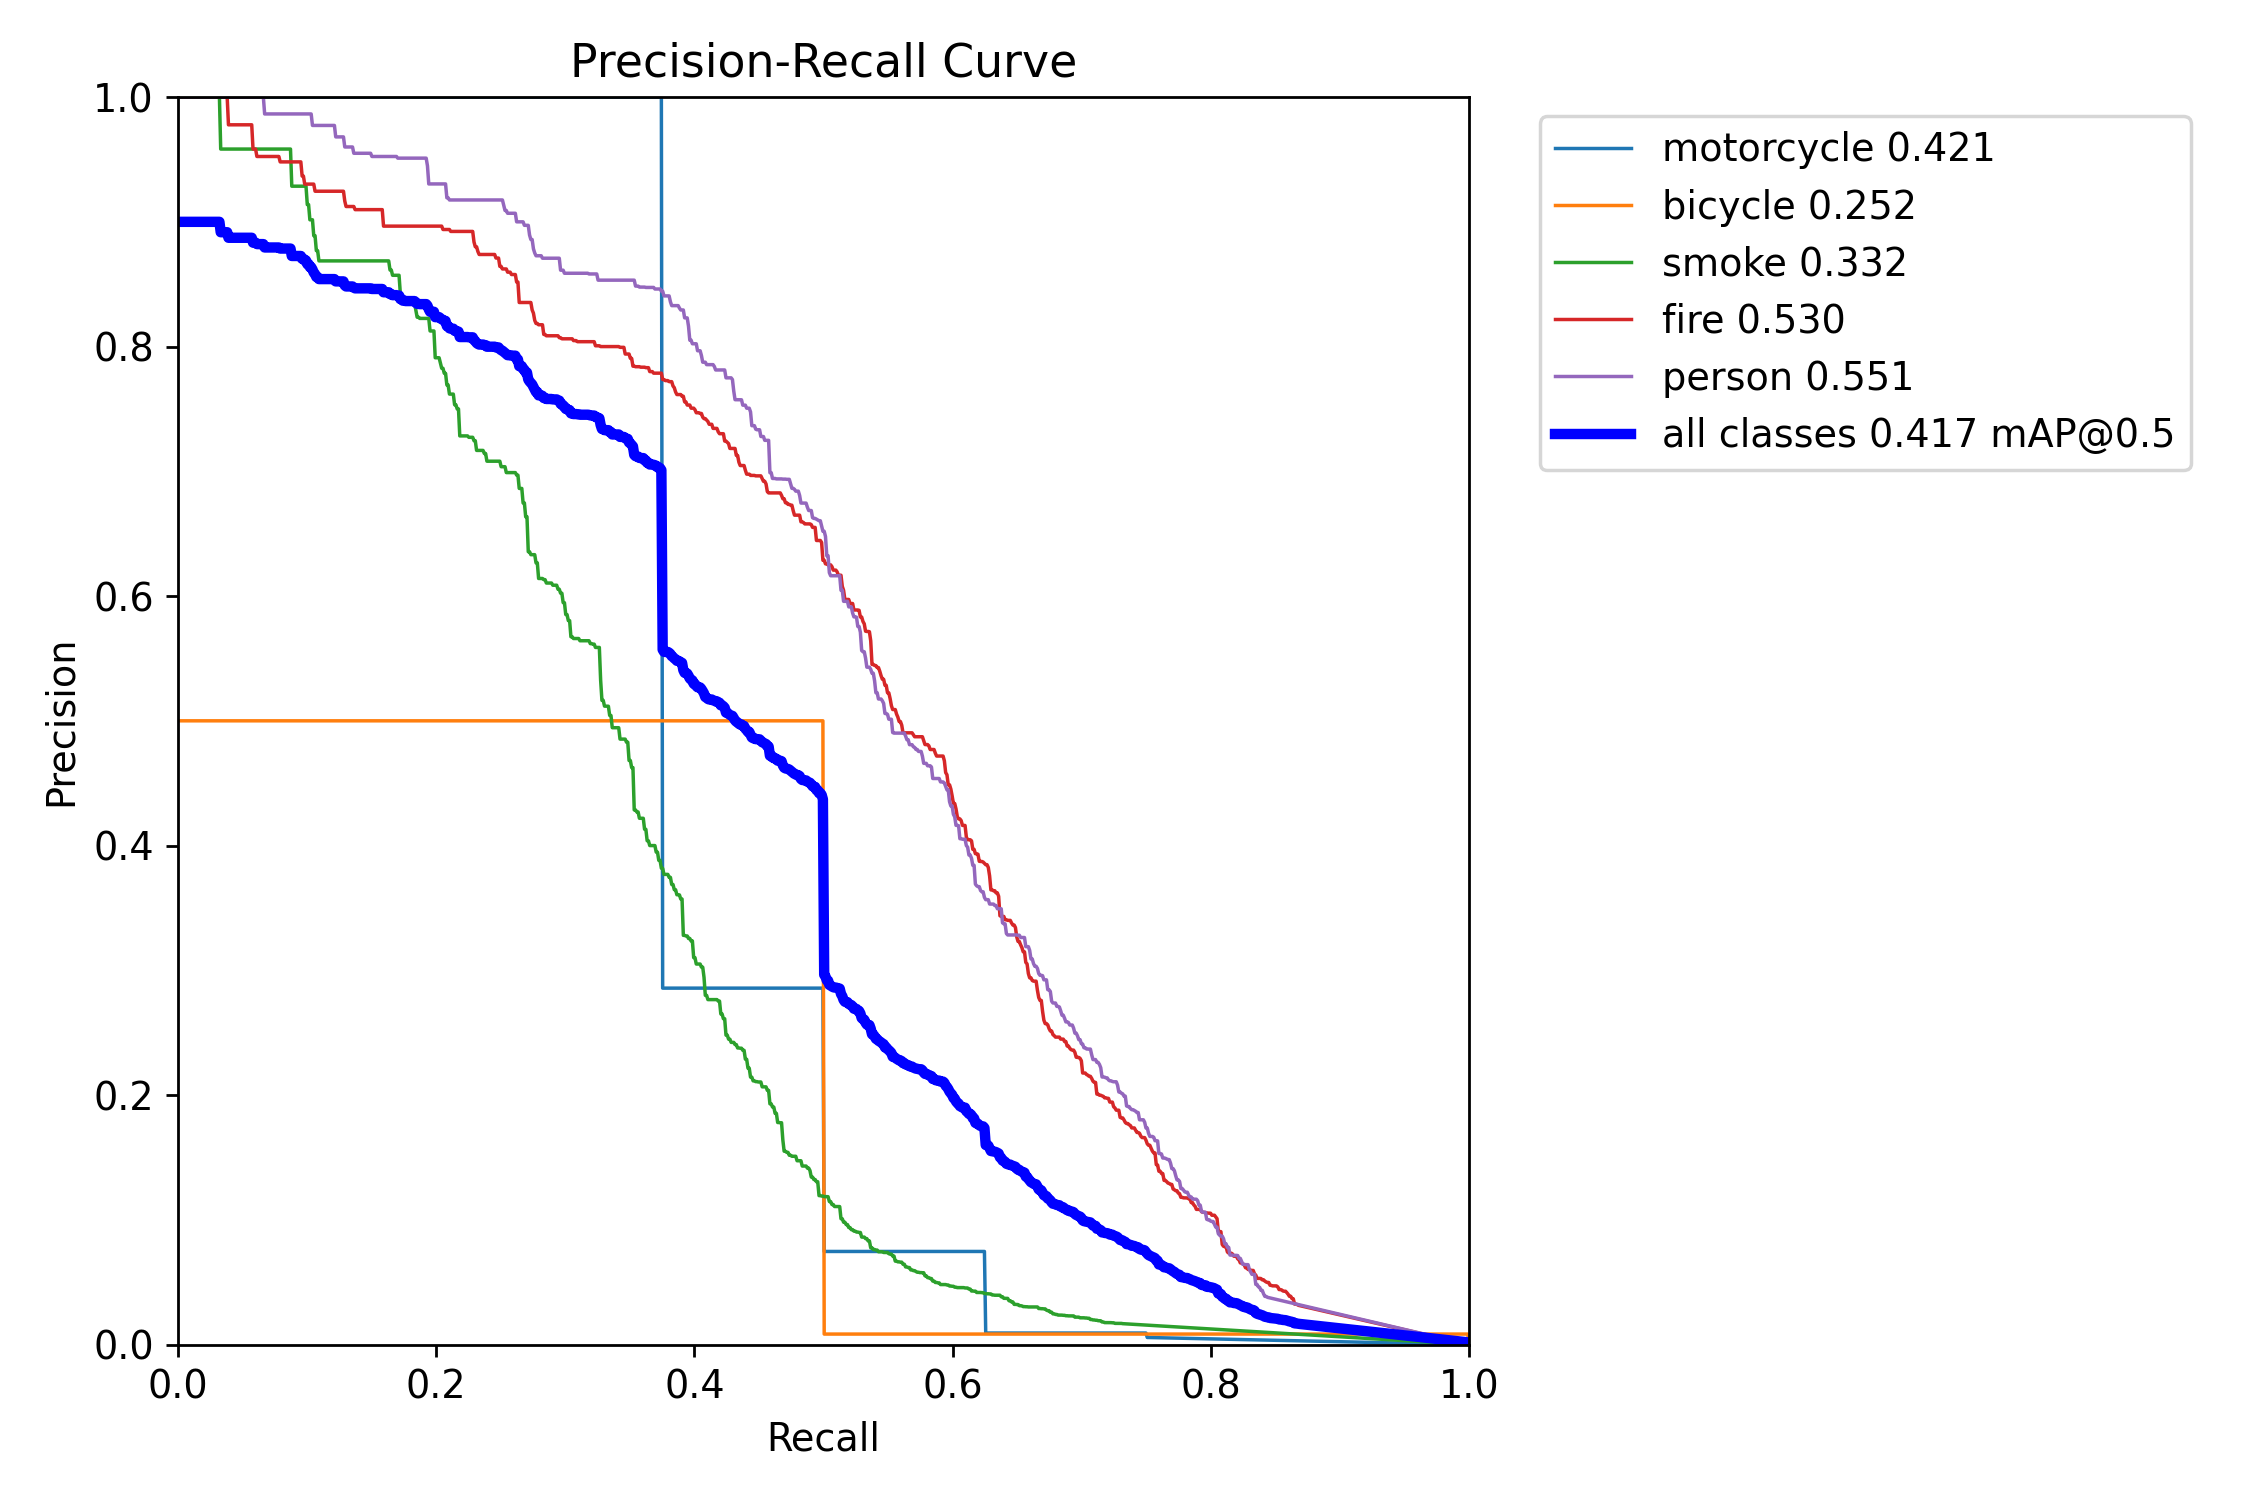 Precision-Recall Curve
1.0
0.8
0.6
0.4
0.2
0.0
Precision
0.0 0.2 0.4 0.6 0.8 1.0
Recall
motorcycle 0.421
bicycle 0.252
smoke 0.332
fire 0.530
person 0.551
all classes 0.417 mAP@0.5